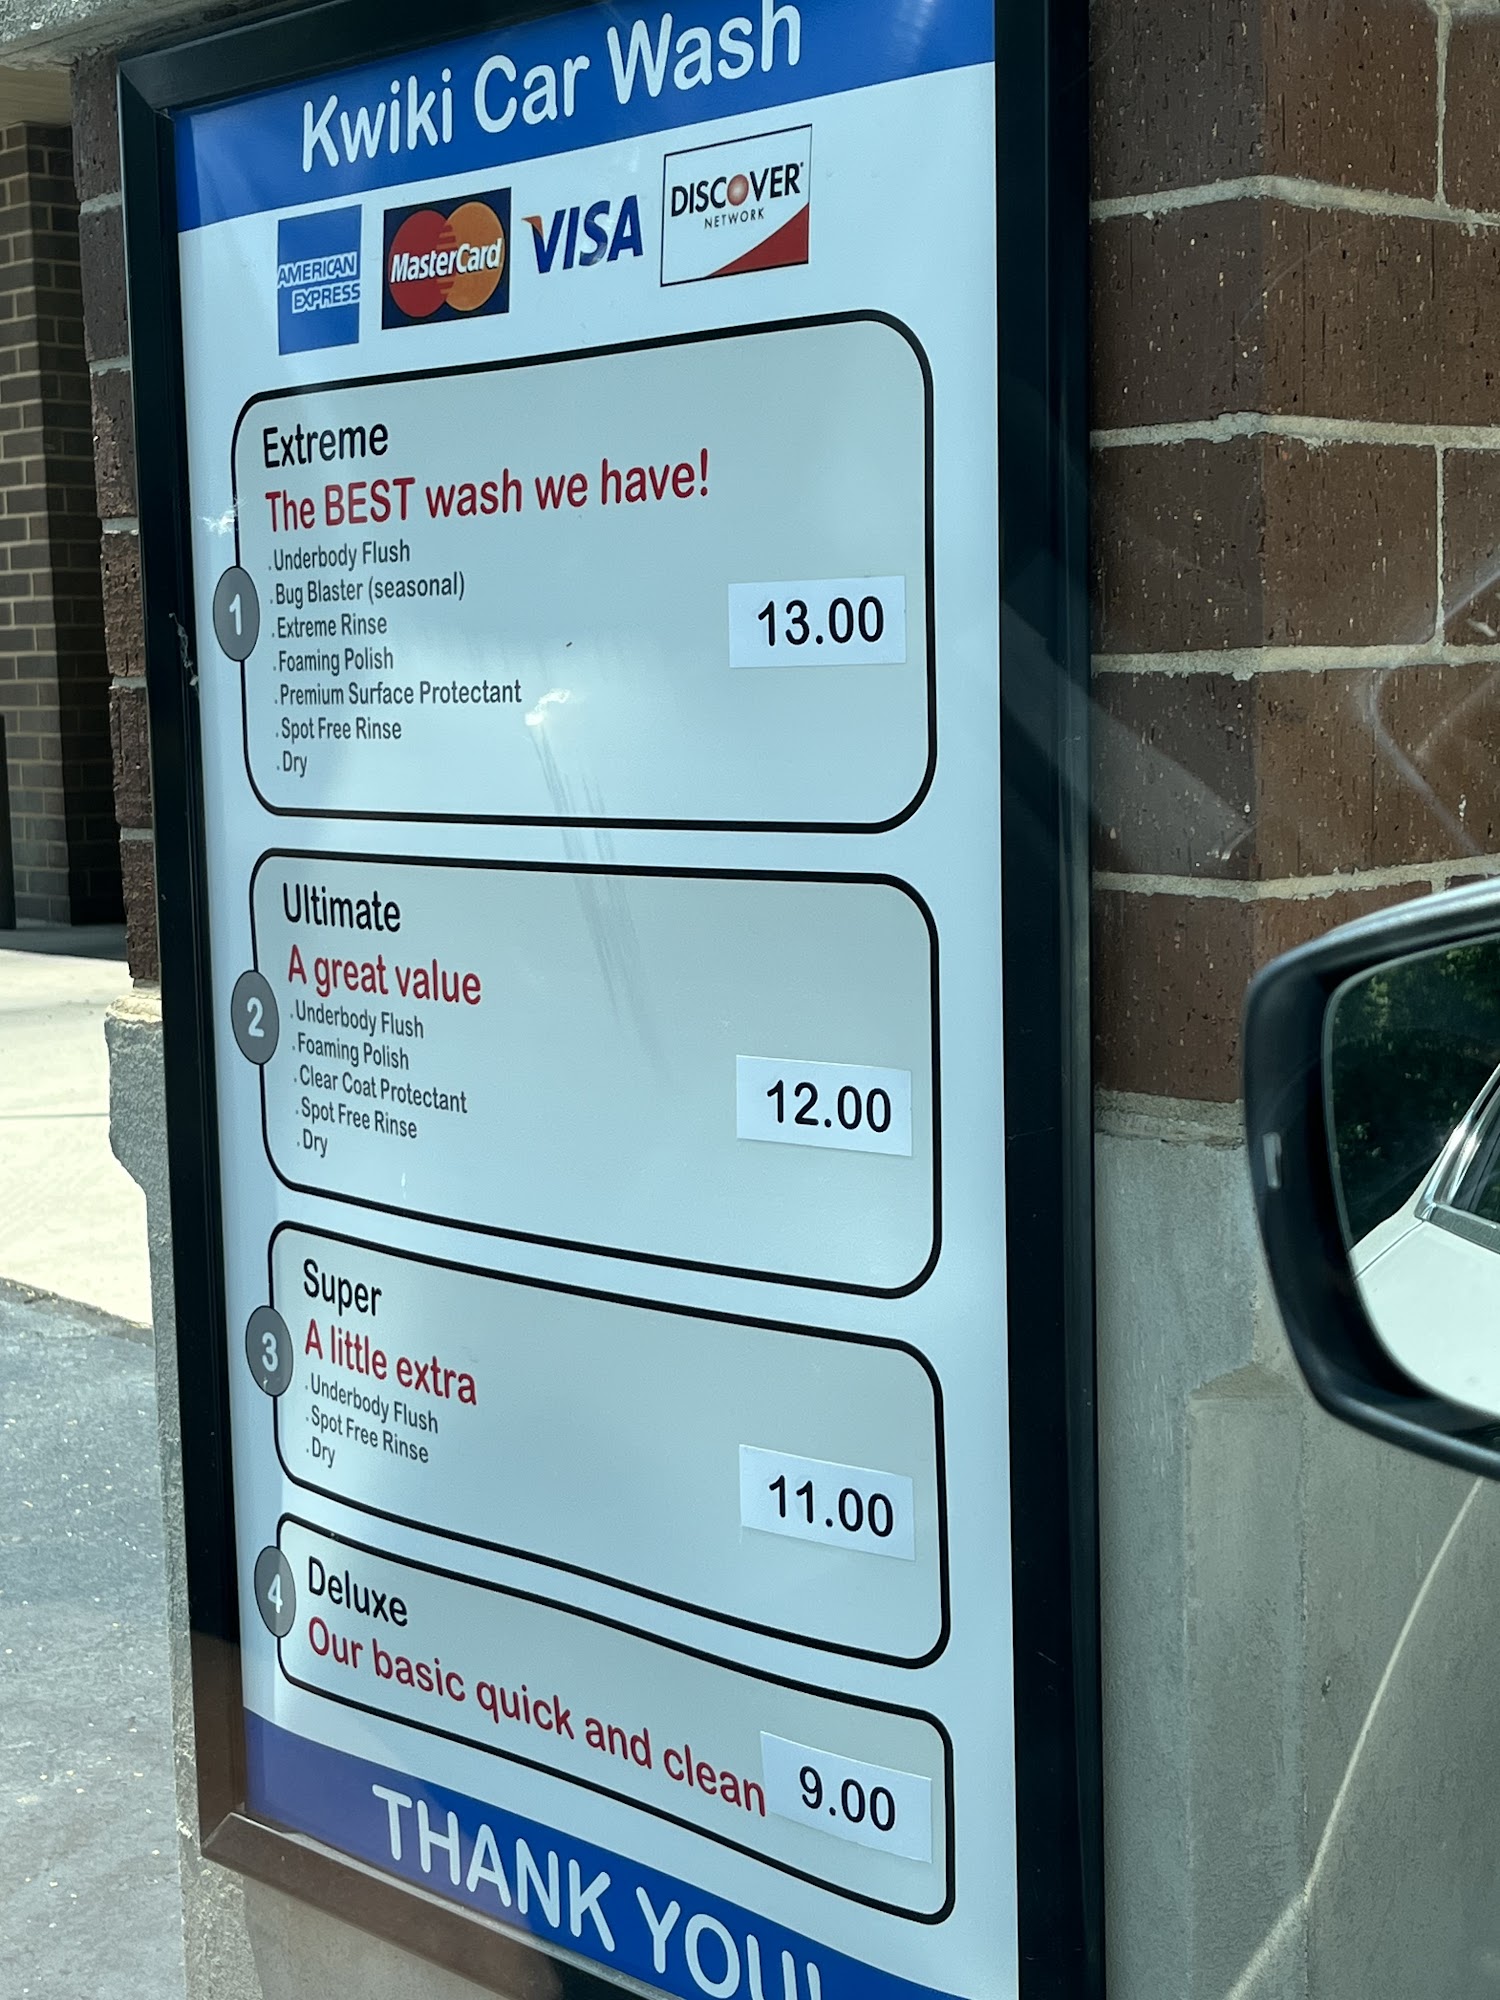 Kwiki Car Wash
AMERICAN
EXPRESS
MasterCard
VISA
DISCOVER
NETWORK
Extreme
The BEST wash we have!
.Underbody Flush
.Bug Blaster (seasonal)
.Extreme Rinse
.Foaming Polish
.Premium Surface Protectant
.Spot Free Rinse
.Dry
1
13.00
Ultimate
A great value
.Underbody Flush
.Foaming Polish
.Clear Coat Protectant
.Spot Free Rinse
.Dry
2
12.00
Super
A little extra
.Underbody Flush
.Spot Free Rinse
.Dry
3
11.00
Deluxe
Our basic quick and clean
4
9.00
THANK YOU!